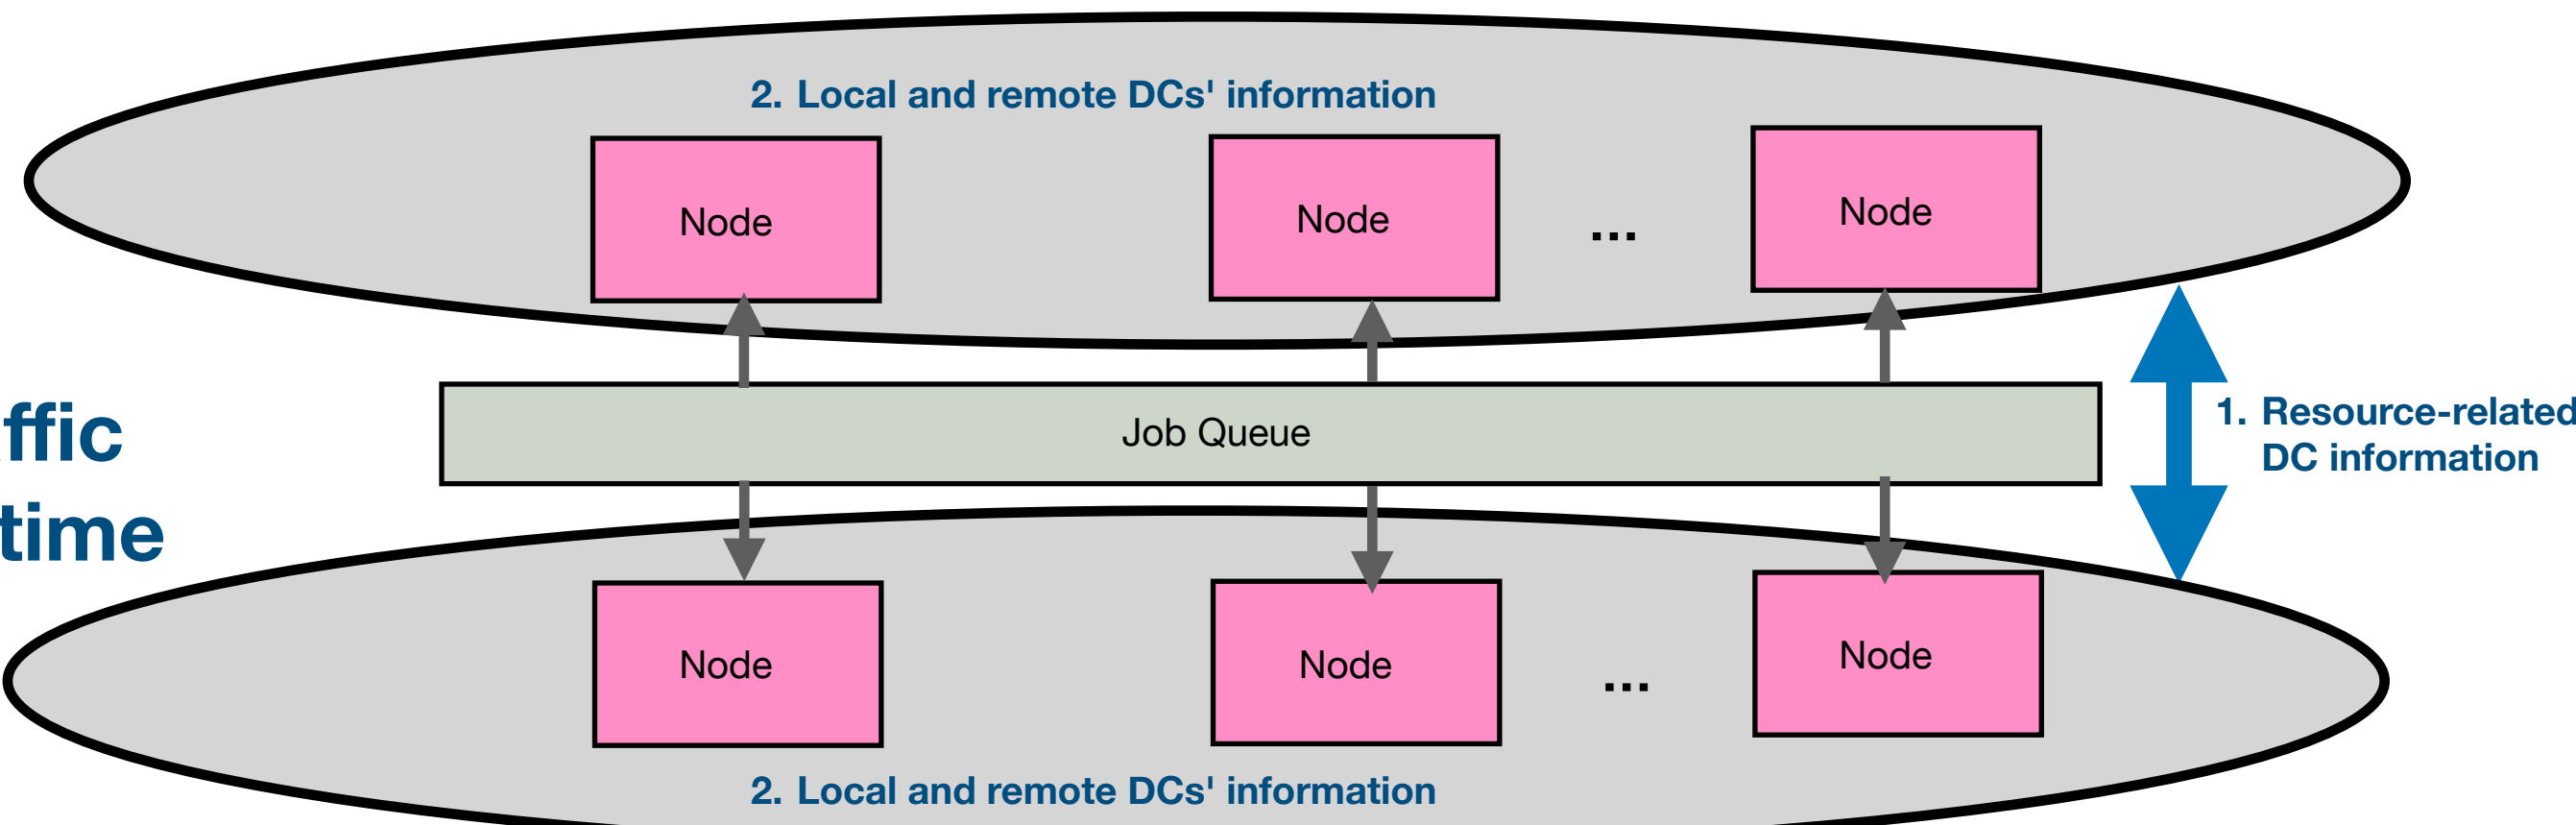 2. Local and remote DCs' information
Node
Node
...
Node
Job Queue
1. Resource-related
DC information
time
Node
Node
...
Node
2. Local and remote DCs' information